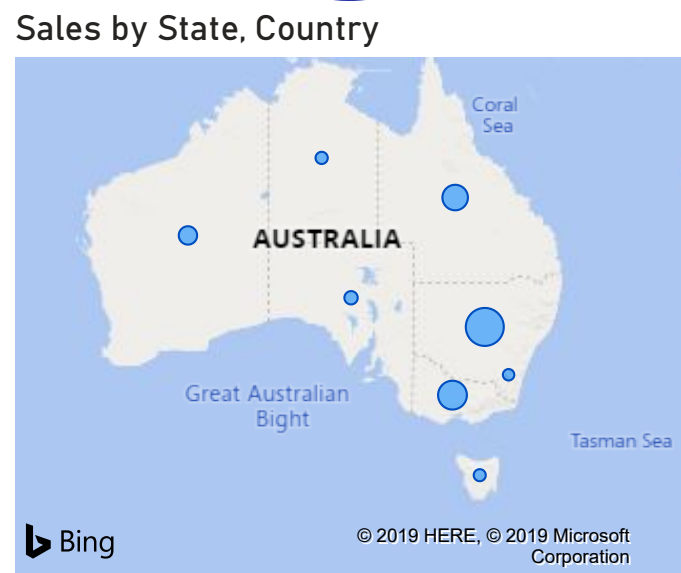 Sales by State, Country
Coral
Sea
AUSTRALIA
Great Australian
Bight
Tasman Sea
Bing
© 2019 HERE, © 2019 Microsoft
Corporation